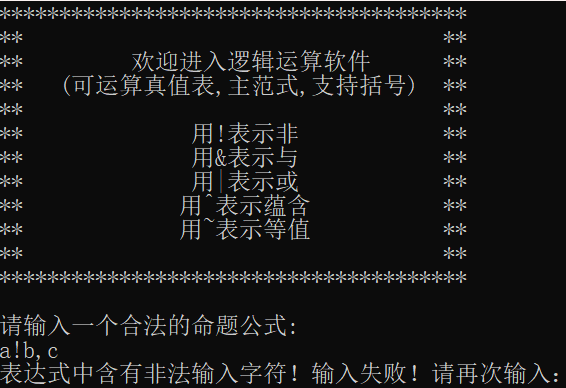 ***************************************
**                                   **
**         欢迎进入逻辑运算软件      **
**   (可运算真值表,主范式,支持括号)  **
**                                   **
**              用!表示非            **
**              用&表示与            **
**              用|表示或            **
**             用^表示蕴含           **
**             用~表示等值           **
**                                   **
***************************************
请输入一个合法的命题公式:
a!b,c
表达式中含有非法输入字符！输入失败！请再次输入: